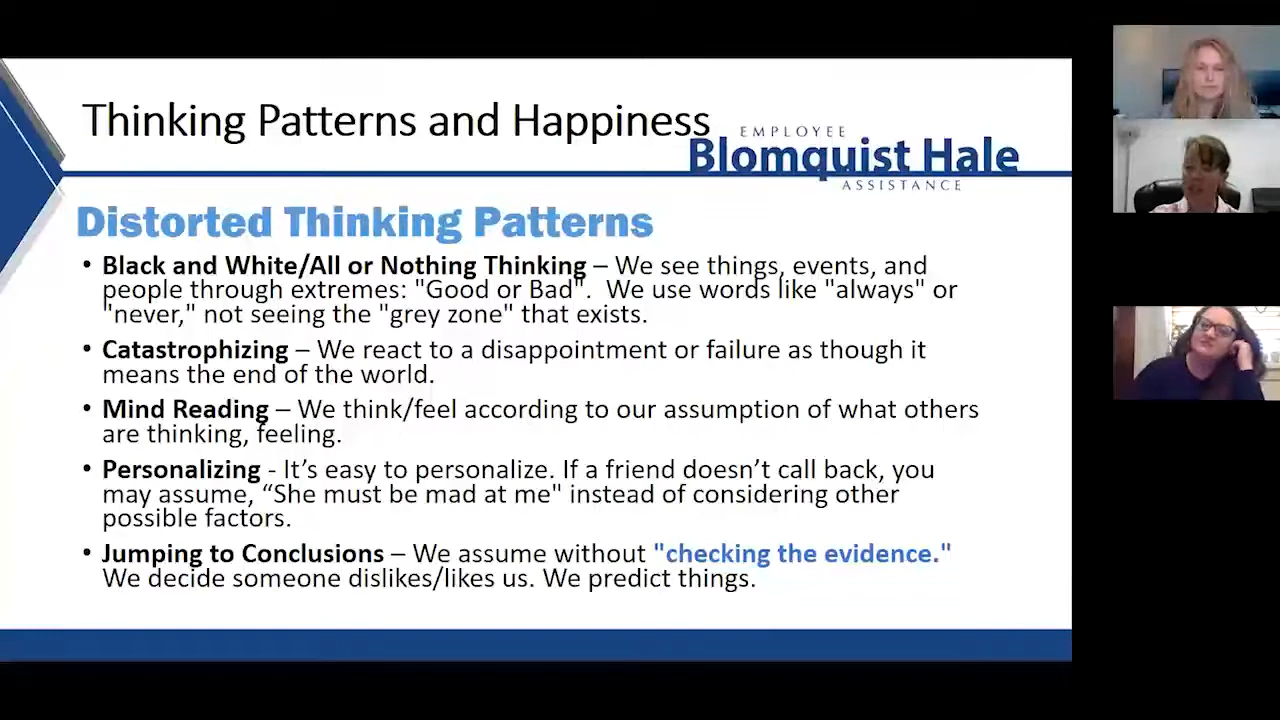 Thinking Patterns and Happiness
EMPLOYEE
Blomquist Hale
ASSISTANCE
Distorted Thinking Patterns
• Black and White/All or Nothing Thinking – We see things, events, and
people through extremes: "Good or Bad".  We use words like "always" or
"never," not seeing the "grey zone" that exists.
• Catastrophizing – We react to a disappointment or failure as though it
means the end of the world.
• Mind Reading – We think/feel according to our assumption of what others
are thinking, feeling.
• Personalizing - It’s easy to personalize. If a friend doesn’t call back, you
may assume, “She must be mad at me" instead of considering other
possible factors.
• Jumping to Conclusions – We assume without "checking the evidence."
We decide someone dislikes/likes us. We predict things.